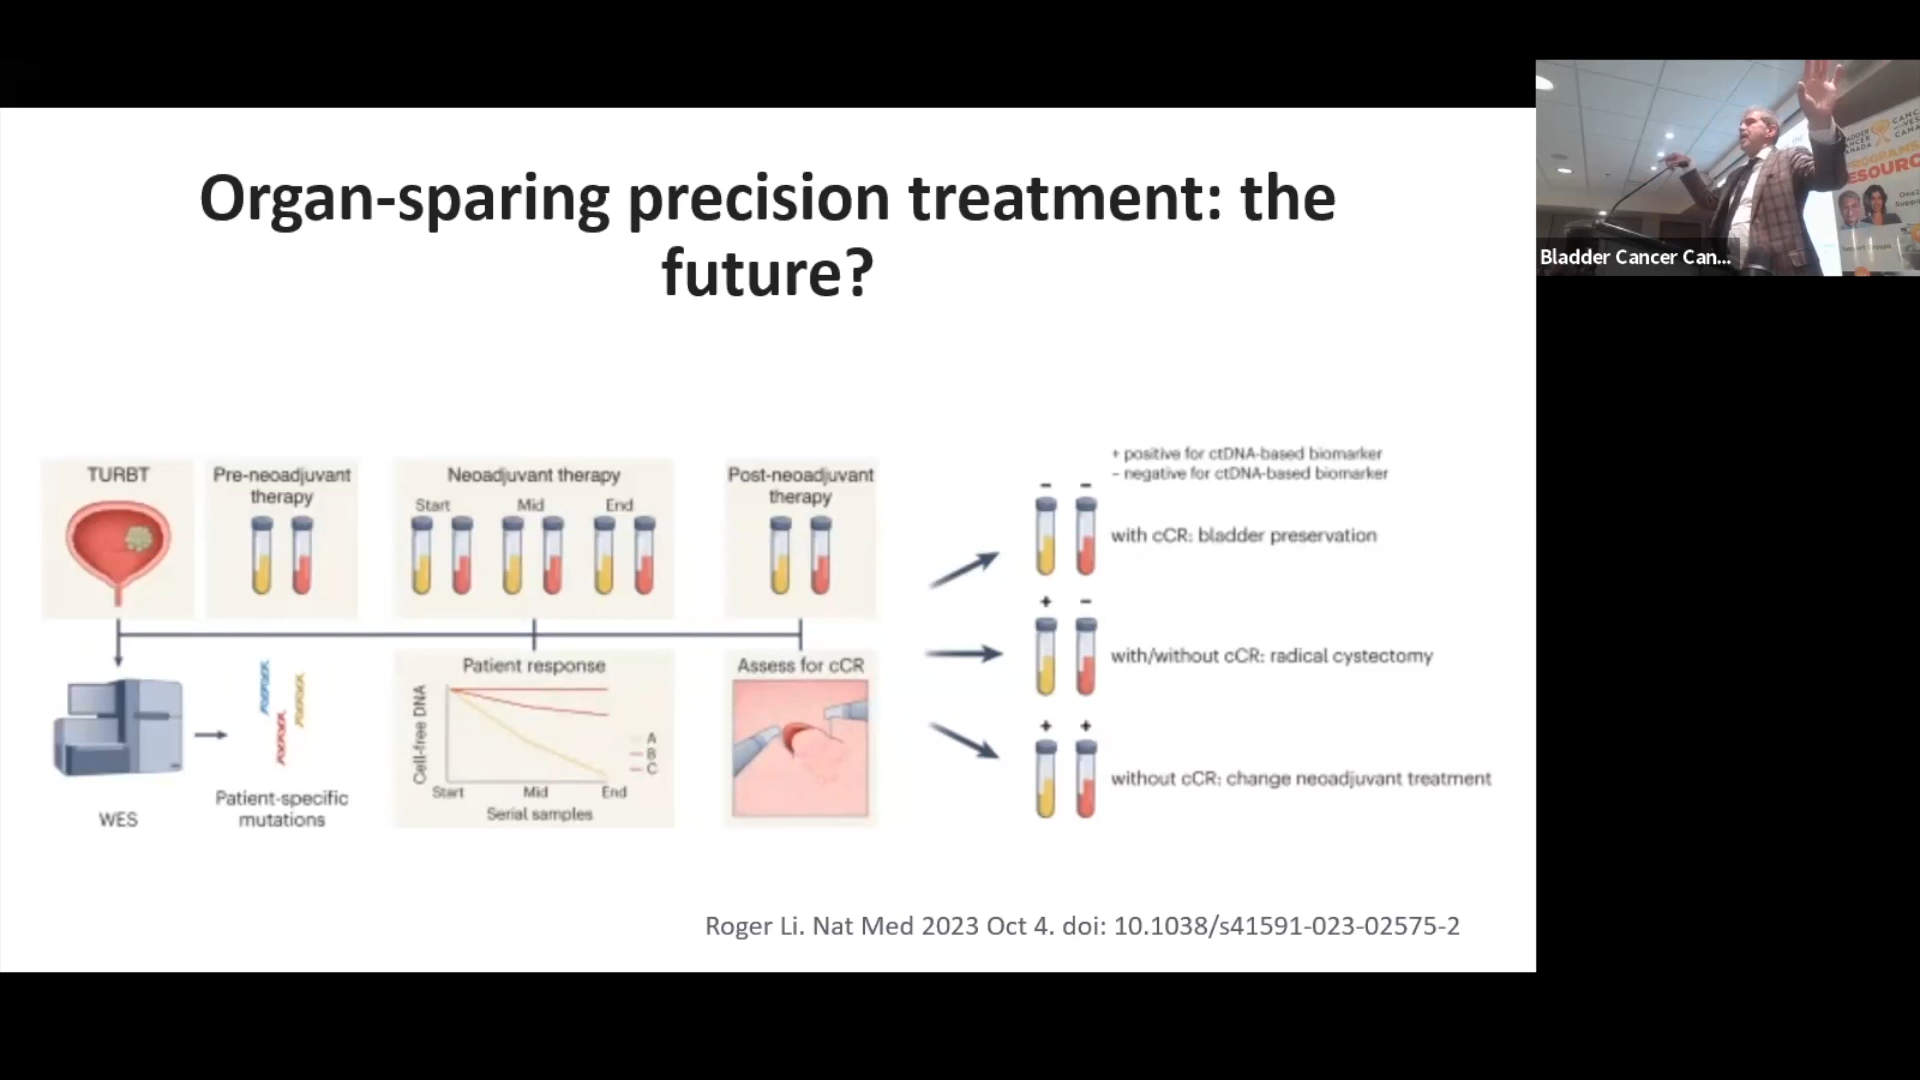 Organ-sparing precision treatment: the
future?
TURBT
Pre-neoadjuvant
therapy
Neoadjuvant therapy
Start
Mid
End
Post-neoadjuvant
therapy
+ positive for ctDNA-based biomarker
− negative for ctDNA-based biomarker
− −
with cCR: bladder preservation
+ −
with/without cCR: radical cystectomy
+ +
without cCR: change neoadjuvant treatment
WES
Patient-specific
mutations
Patient response
Cell-free DNA
A
B
C
Start
Mid
End
Serial samples
Assess for cCR
Roger Li. Nat Med 2023 Oct 4. doi: 10.1038/s41591-023-02575-2
Bladder Cancer Can...